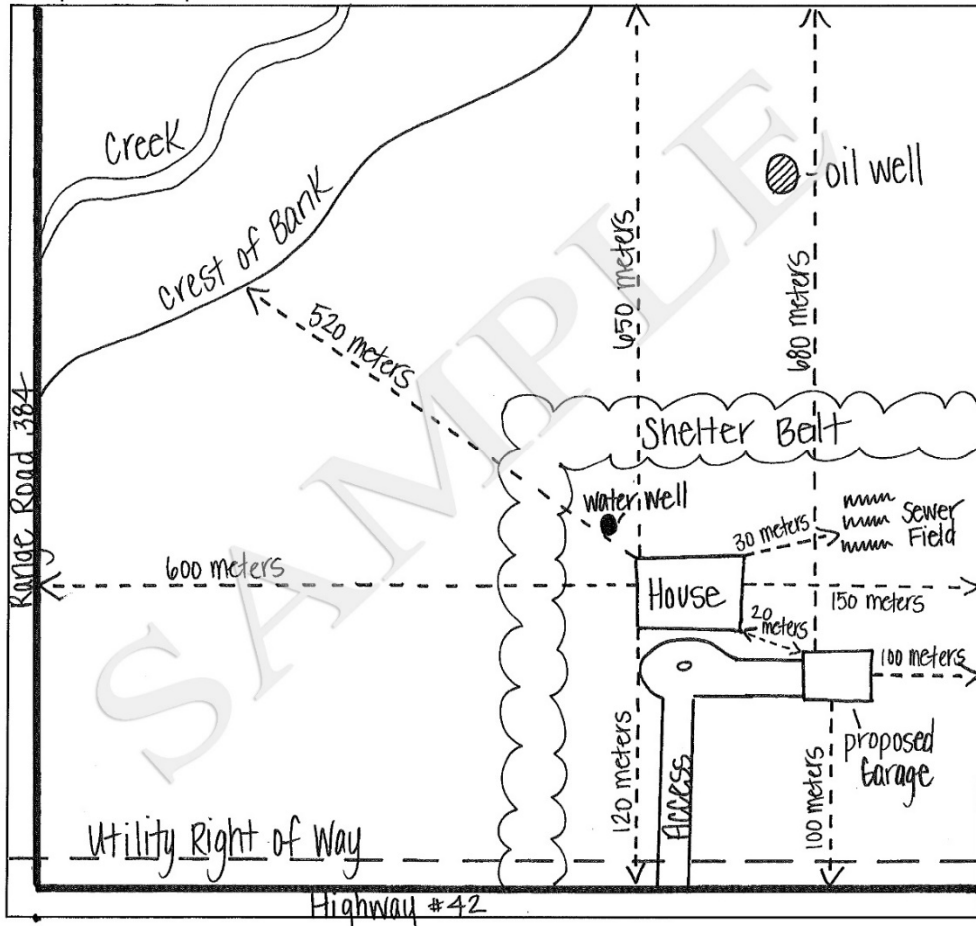 Creek
Crest of Bank
oil well
650 meters
680 meters
520 meters
Range Road 384
Shelter Belt
water well
30 meters
Sewer
Field
600 meters
House
150 meters
20
meters
100 meters
proposed
Garage
120 meters
Access
100 meters
Utility Right of Way
Highway #42
SAMPLE